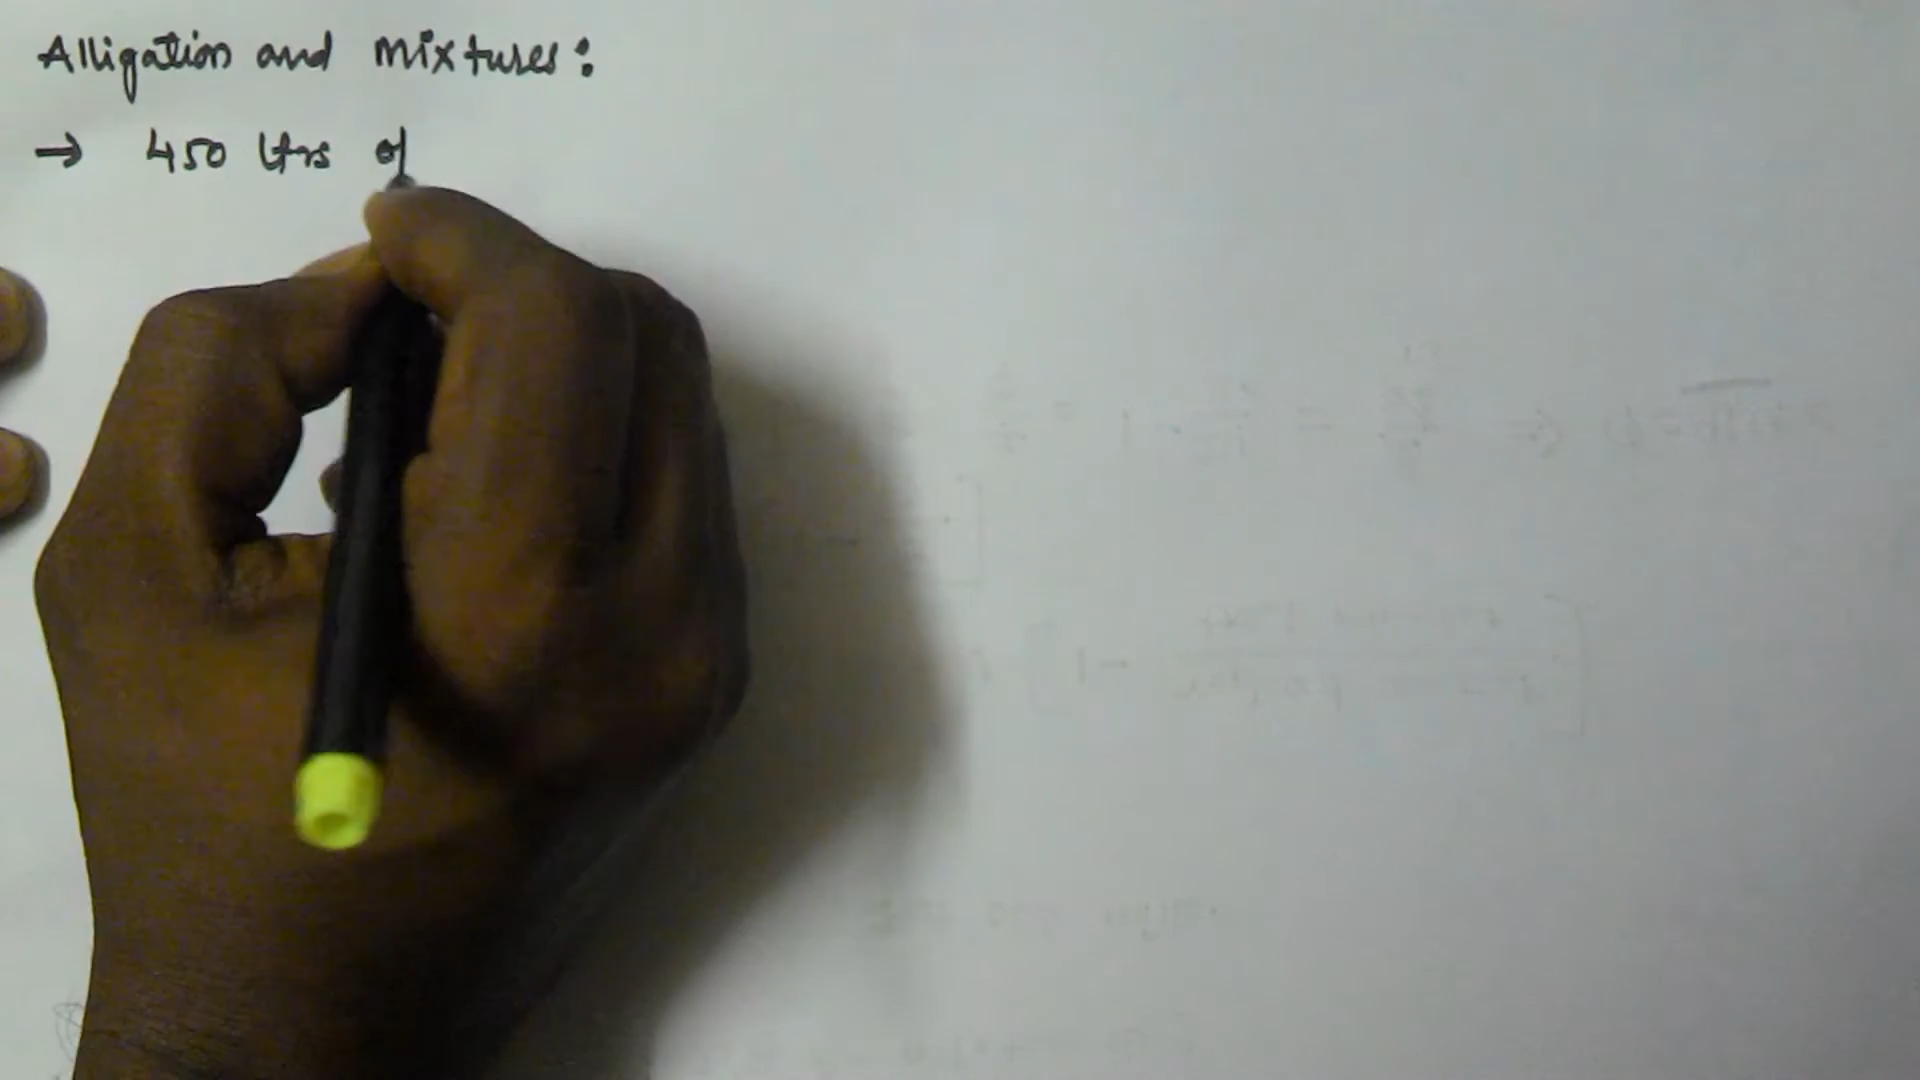 Alligation and mixtures:
→ 450 ltrs of